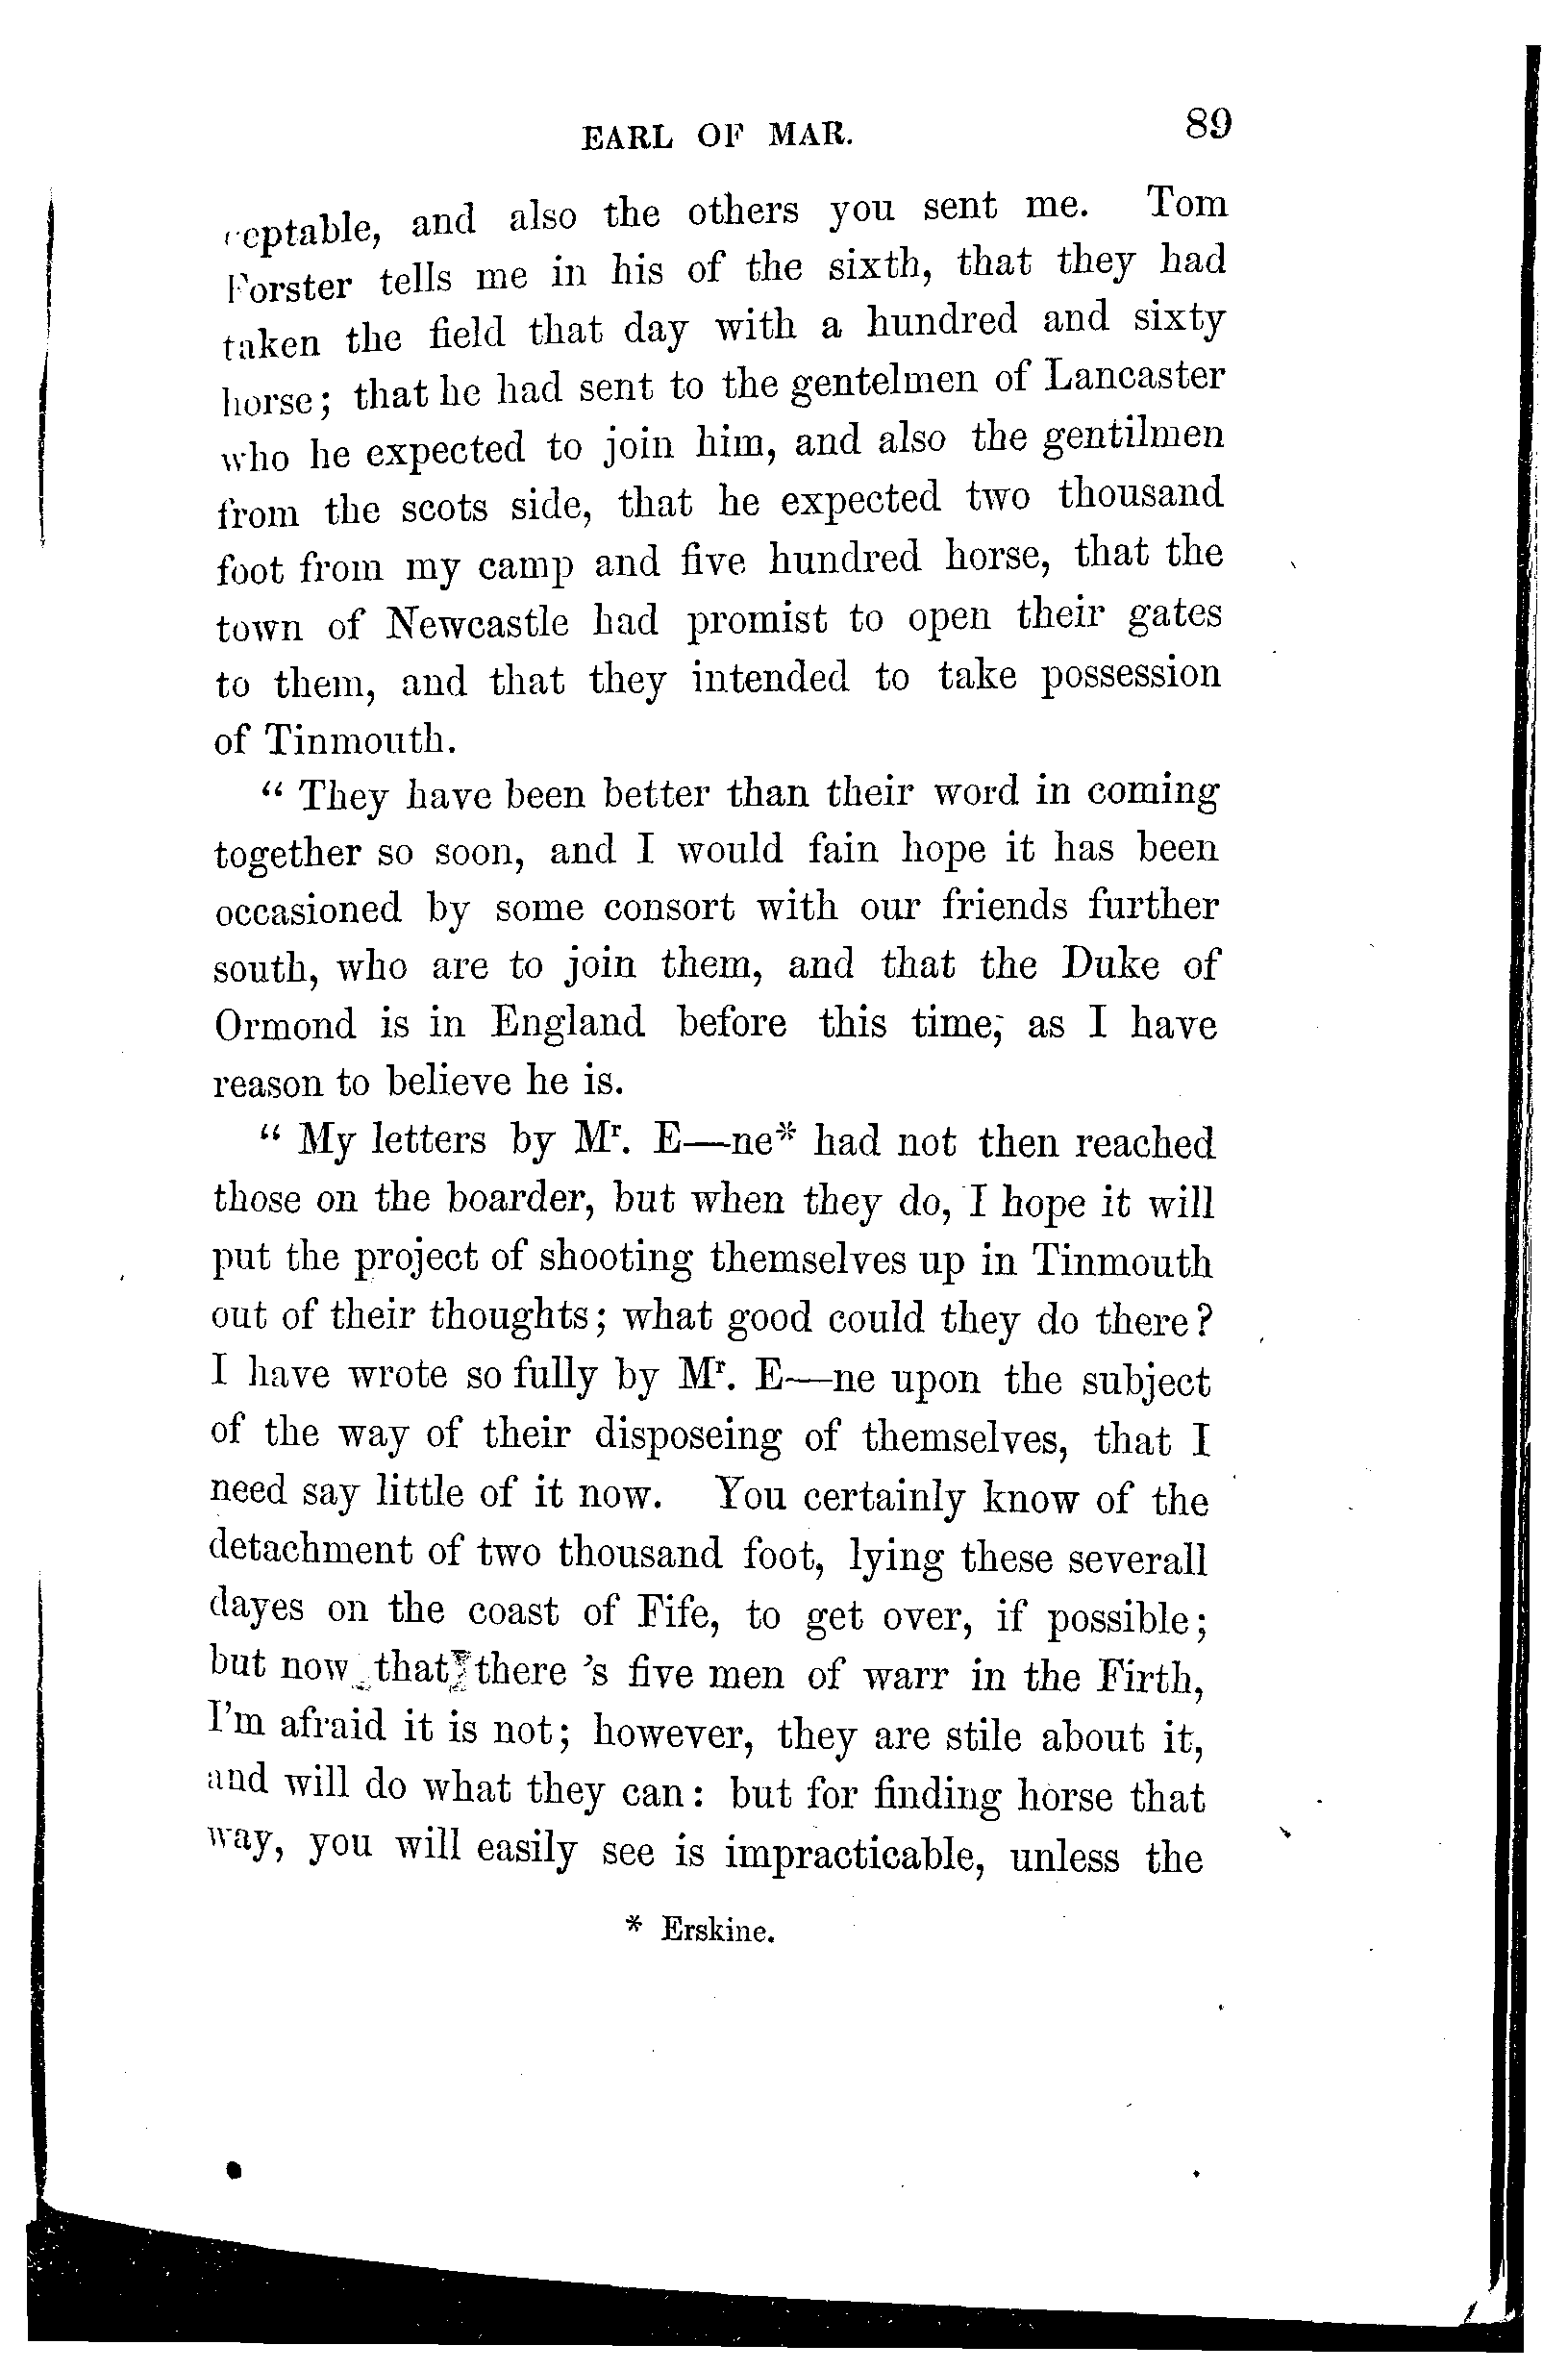 EARL OF MAR. 89
ceptable, and also the others you sent me. Tom
Forster tells me in his of the sixth, that they had
taken the field that day with a hundred and sixty
horse; that he had sent to the gentelmen of Lancaster
who he expected to join him, and also the gentilmen
from the scots side, that he expected two thousand
foot from my camp and five hundred horse, that the
town of Newcastle had promist to open their gates
to them, and that they intended to take possession
of Tinmouth.
“ They have been better than their word in coming
together so soon, and I would fain hope it has been
occasioned by some consort with our friends further
south, who are to join them, and that the Duke of
Ormond is in England before this time, as I have
reason to believe he is.
“ My letters by Mʳ. E—ne* had not then reached
those on the boarder, but when they do, I hope it will
put the project of shooting themselves up in Tinmouth
out of their thoughts; what good could they do there?
I have wrote so fully by Mʳ. E—ne upon the subject
of the way of their disposeing of themselves, that I
need say little of it now. You certainly know of the
detachment of two thousand foot, lying these severall
dayes on the coast of Fife, to get over, if possible;
but now that there 's five men of warr in the Firth,
I'm afraid it is not; however, they are stile about it,
and will do what they can: but for finding horse that
way, you will easily see is impracticable, unless the
* Erskine.